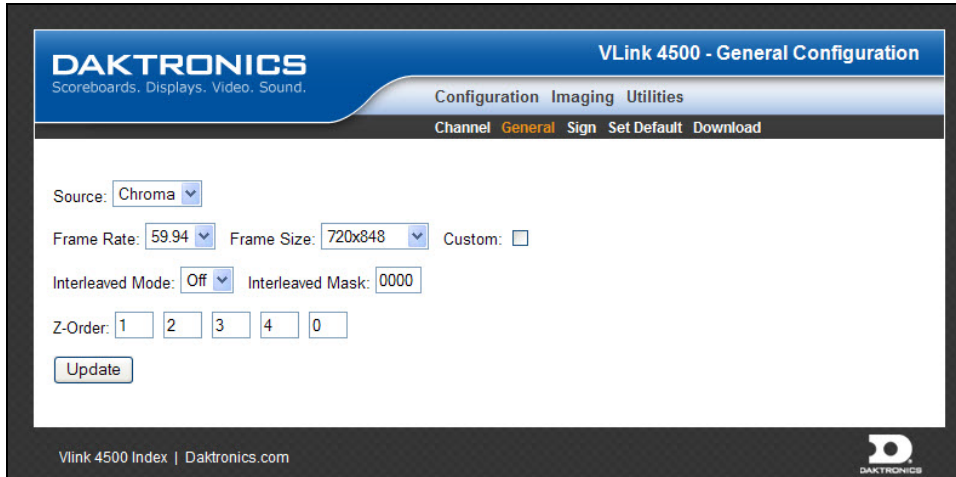 DAKTRONICS
Scoreboards. Displays. Video. Sound.
VLink 4500 - General Configuration
Configuration Imaging Utilities
Channel General Sign Set Default Download
Source: Chroma
Frame Rate: 59.94 Frame Size: 720x848 Custom:
Interleaved Mode: Off Interleaved Mask: 0000
Z-Order: 1 2 3 4 0
Update
Vlink 4500 Index | Daktronics.com
DAKTRONICS